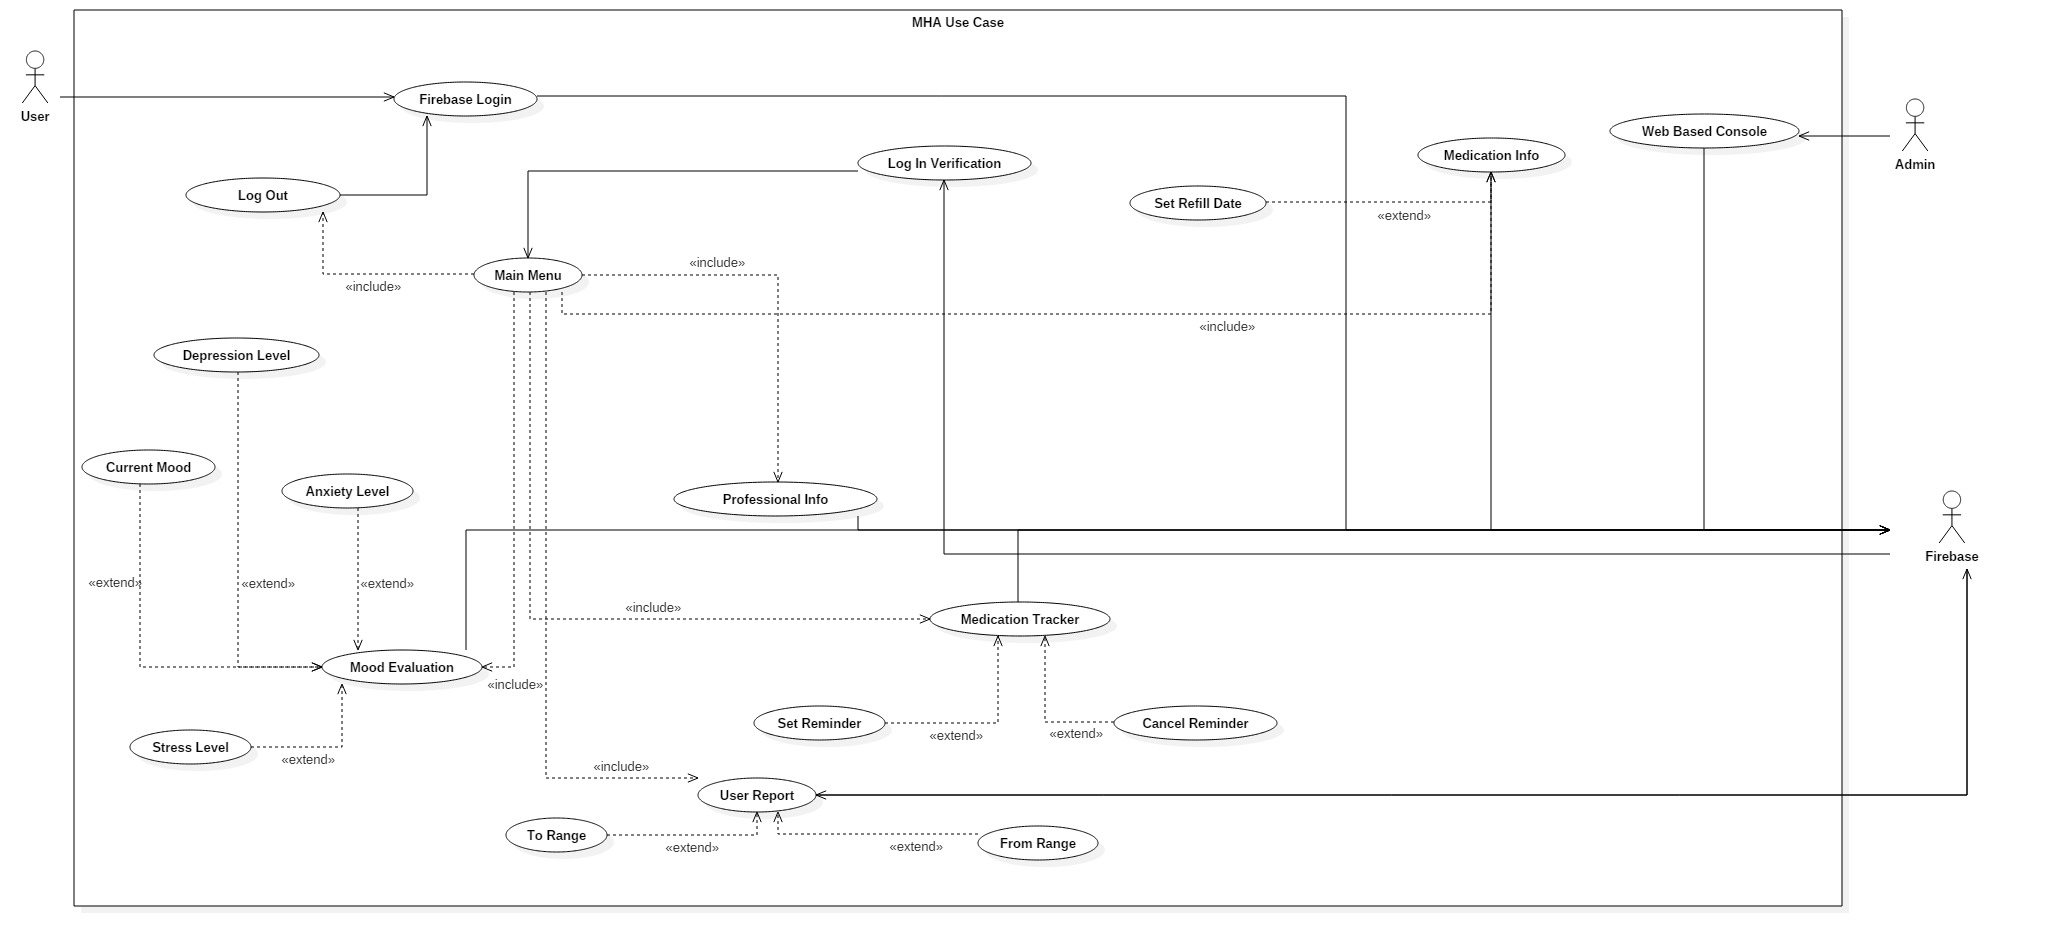 MHA Use Case
User
Firebase Login
Web Based Console
Medication Info
Log In Verification
Admin
Log Out
Set Refill Date
«extend»
Main Menu
«include»
«include»
«include»
Depression Level
Current Mood
Anxiety Level
Professional Info
Firebase
«extend»
«extend»
«extend»
«include»
Medication Tracker
Mood Evaluation
«include»
Set Reminder
Cancel Reminder
«extend»
«extend»
Stress Level
«extend»
«include»
User Report
To Range
From Range
«extend»
«extend»